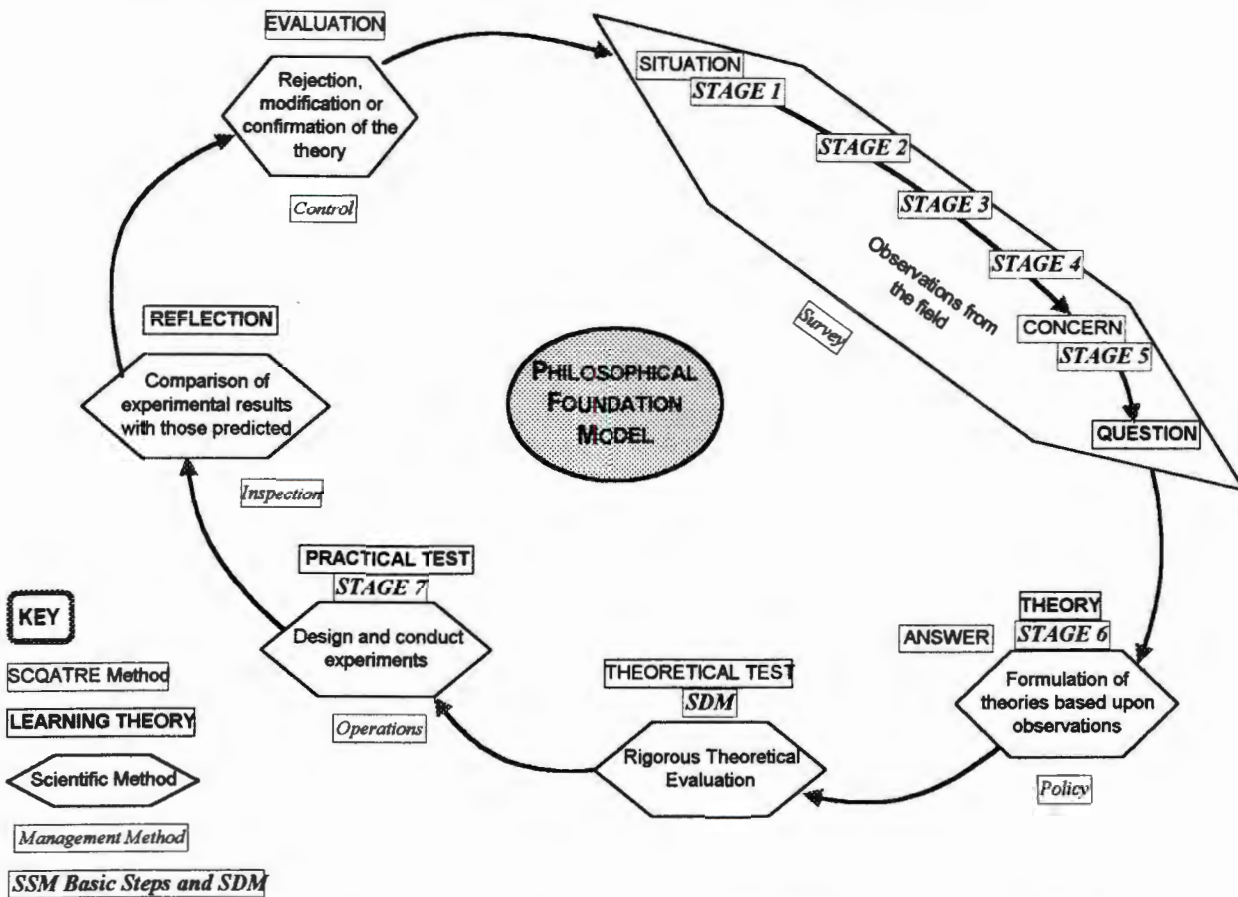 EVALUATION
Rejection,
modification or
confirmation of the
theory
Control
SITUATION
STAGE 1
STAGE 2
STAGE 3
STAGE 4
Observations from
the field
Survey
CONCERN
STAGE 5
QUESTION
REFLECTION
Comparison of
experimental results
with those predicted
Inspection
PHILOSOPHICAL
FOUNDATION
MODEL
PRACTICAL TEST
STAGE 7
Design and conduct
experiments
Operations
THEORETICAL TEST
SDM
Rigorous Theoretical
Evaluation
ANSWER
THEORY
STAGE 6
Formulation of
theories based upon
observations
Policy
KEY
SCQATRE Method
LEARNING THEORY
Scientific Method
Management Method
SSM Basic Steps and SDM